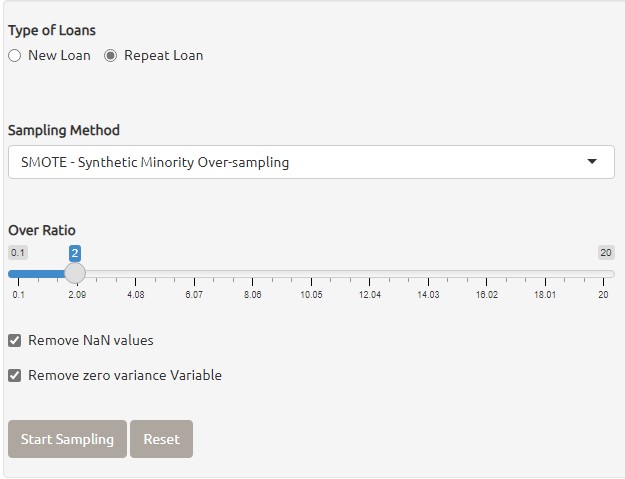 Type of Loans
New Loan Repeat Loan
Sampling Method
SMOTE - Synthetic Minority Over-sampling
Over Ratio
0.1 2 20
0.1 2.09 4.08 6.07 8.06 10.05 12.04 14.03 16.02 18.01 20
Remove NaN values
Remove zero variance Variable
Start Sampling Reset